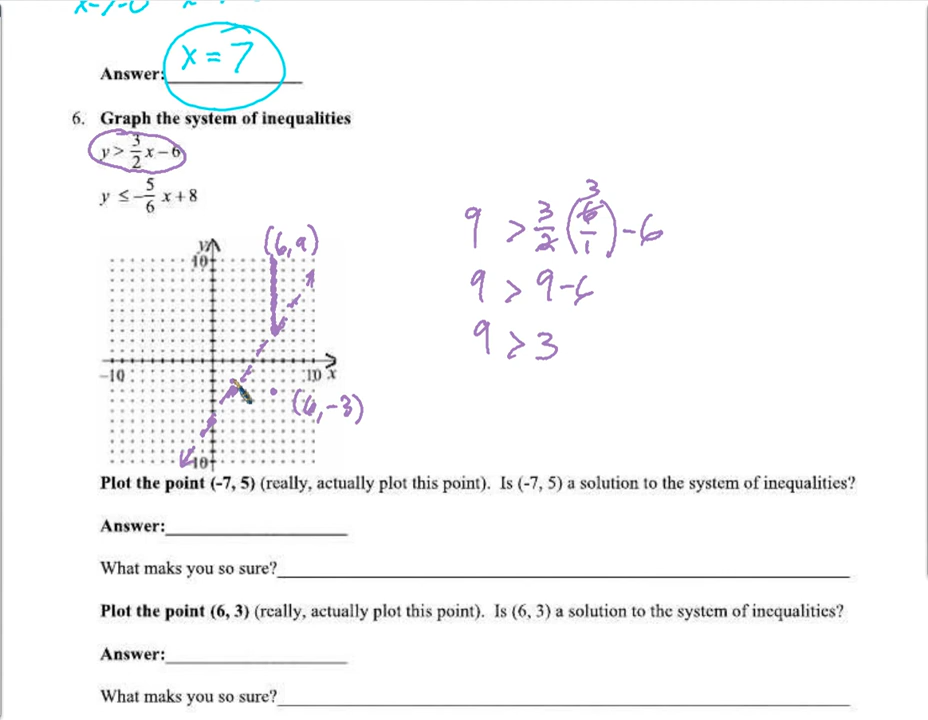 x = 7
Answer:
6. Graph the system of inequalities
y > 3/2 x – 6
y ≤ –5/6 x + 8
9 > 3/2 (6/1) – 6
3
9 > 9 – 6
9 > 3
(6, 9)
y
10
–10
10 x
(6, –3)
10
Plot the point (-7, 5) (really, actually plot this point). Is (-7, 5) a solution to the system of inequalities?
Answer:
What maks you so sure?
Plot the point (6, 3) (really, actually plot this point). Is (6, 3) a solution to the system of inequalities?
Answer:
What maks you so sure?